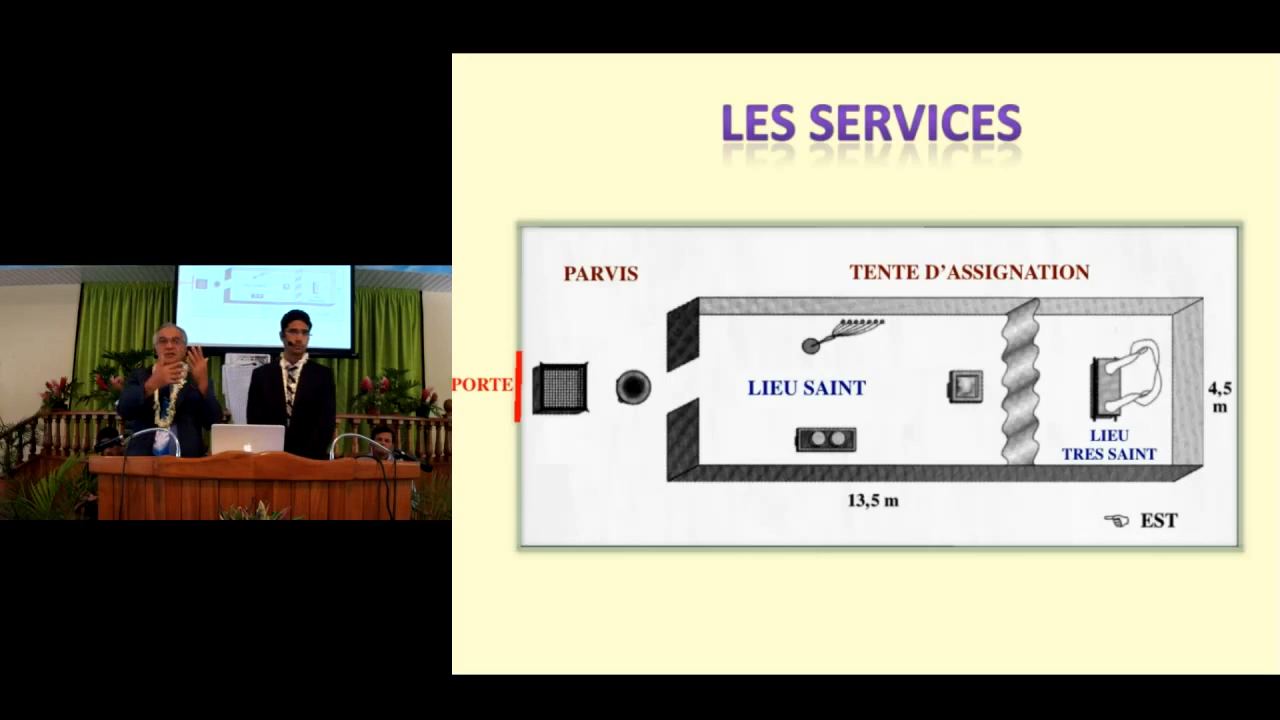 LES SERVICES
PARVIS
TENTE D'ASSIGNATION
PORTE
LIEU SAINT
4,5
m
LIEU
TRES SAINT
13,5 m
EST